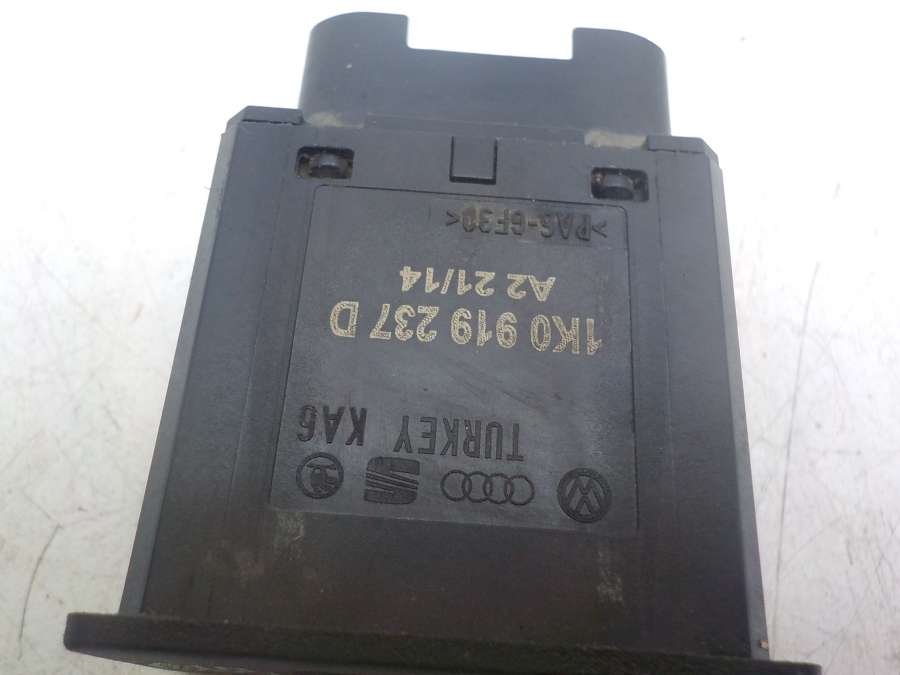 TURKEY KA6
1K0 919 237 D
A2 21/14
>PA6-GF30<